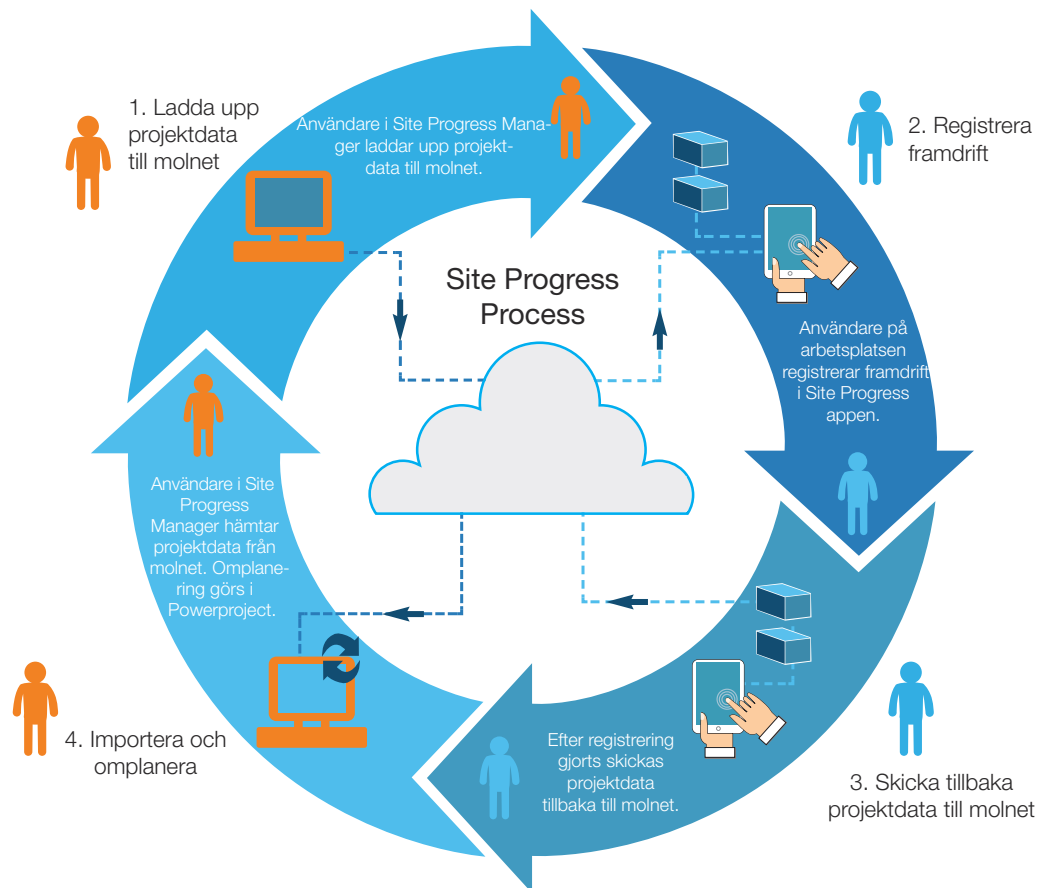 1. Ladda upp
projektdata
till molnet
Användare i Site Progress Mana-
ger laddar upp projekt-
data till molnet.
2. Registrera
framdrift
Site Progress
Process
Användare på
arbetsplatsen
registrerar framdrift
i Site Progress
appen.
Användare i Site
Progress
Manager hämtar
projektdata från
molnet. Omplane-
ring görs i
Powerproject.
4. Importera och
omplanera
Efter registrering
gjorts skickas
projektdata
tillbaka till molnet.
3. Skicka tillbaka
projektdata till molnet